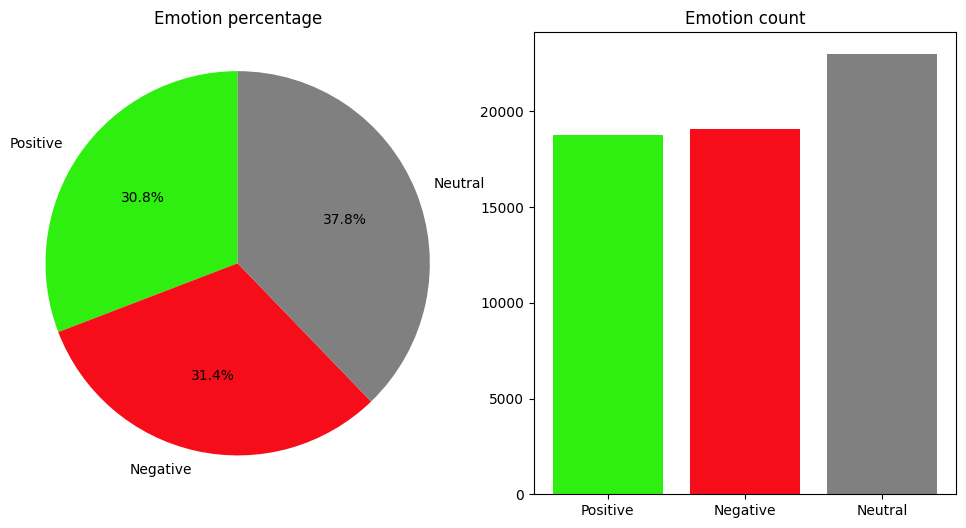 Emotion percentage
Positive
30.8%
Neutral
37.8%
31.4%
Negative
Emotion count
20000
15000
10000
5000
0
Positive
Negative
Neutral